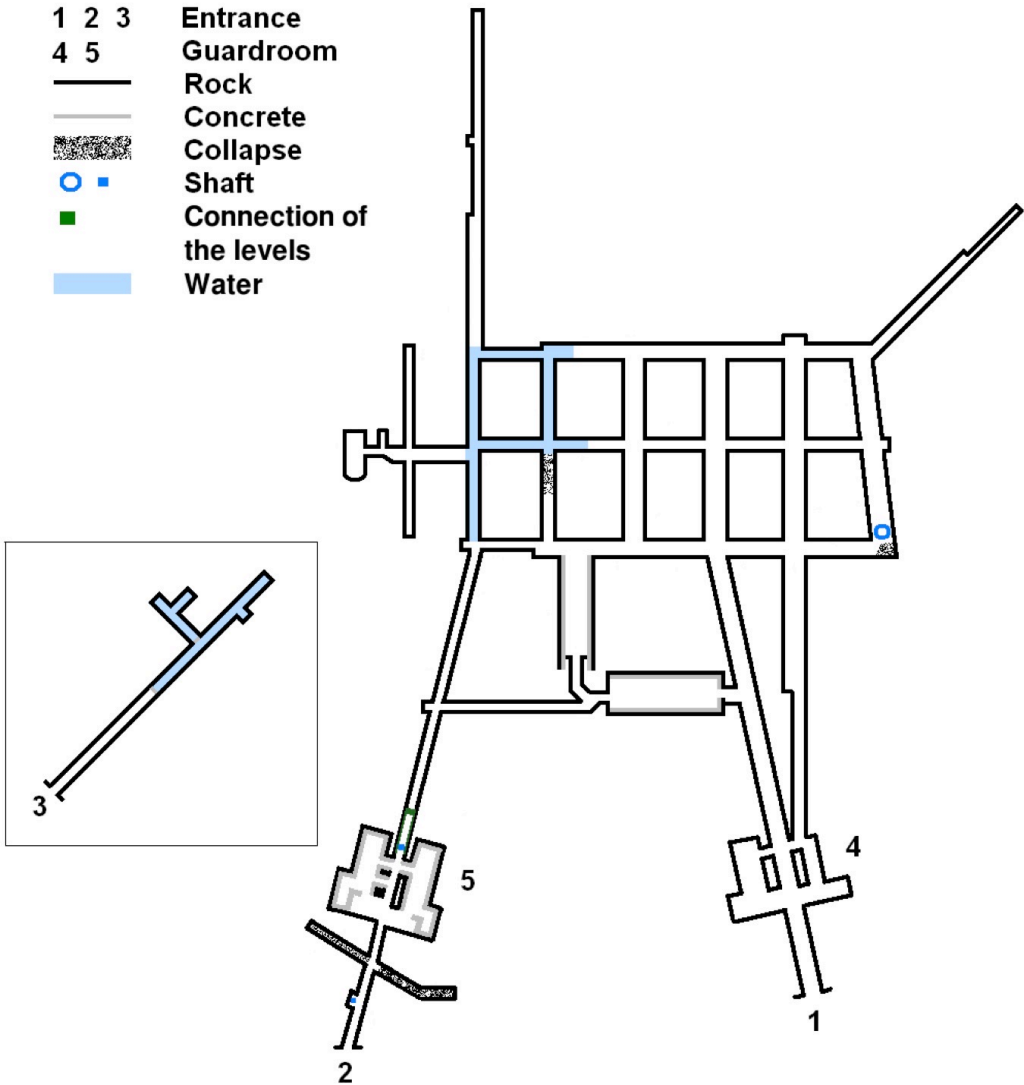 1 2 3 Entrance
4 5 Guardroom
Rock
Concrete
Collapse
Shaft
Connection of
the levels
Water
3
5
4
1
2